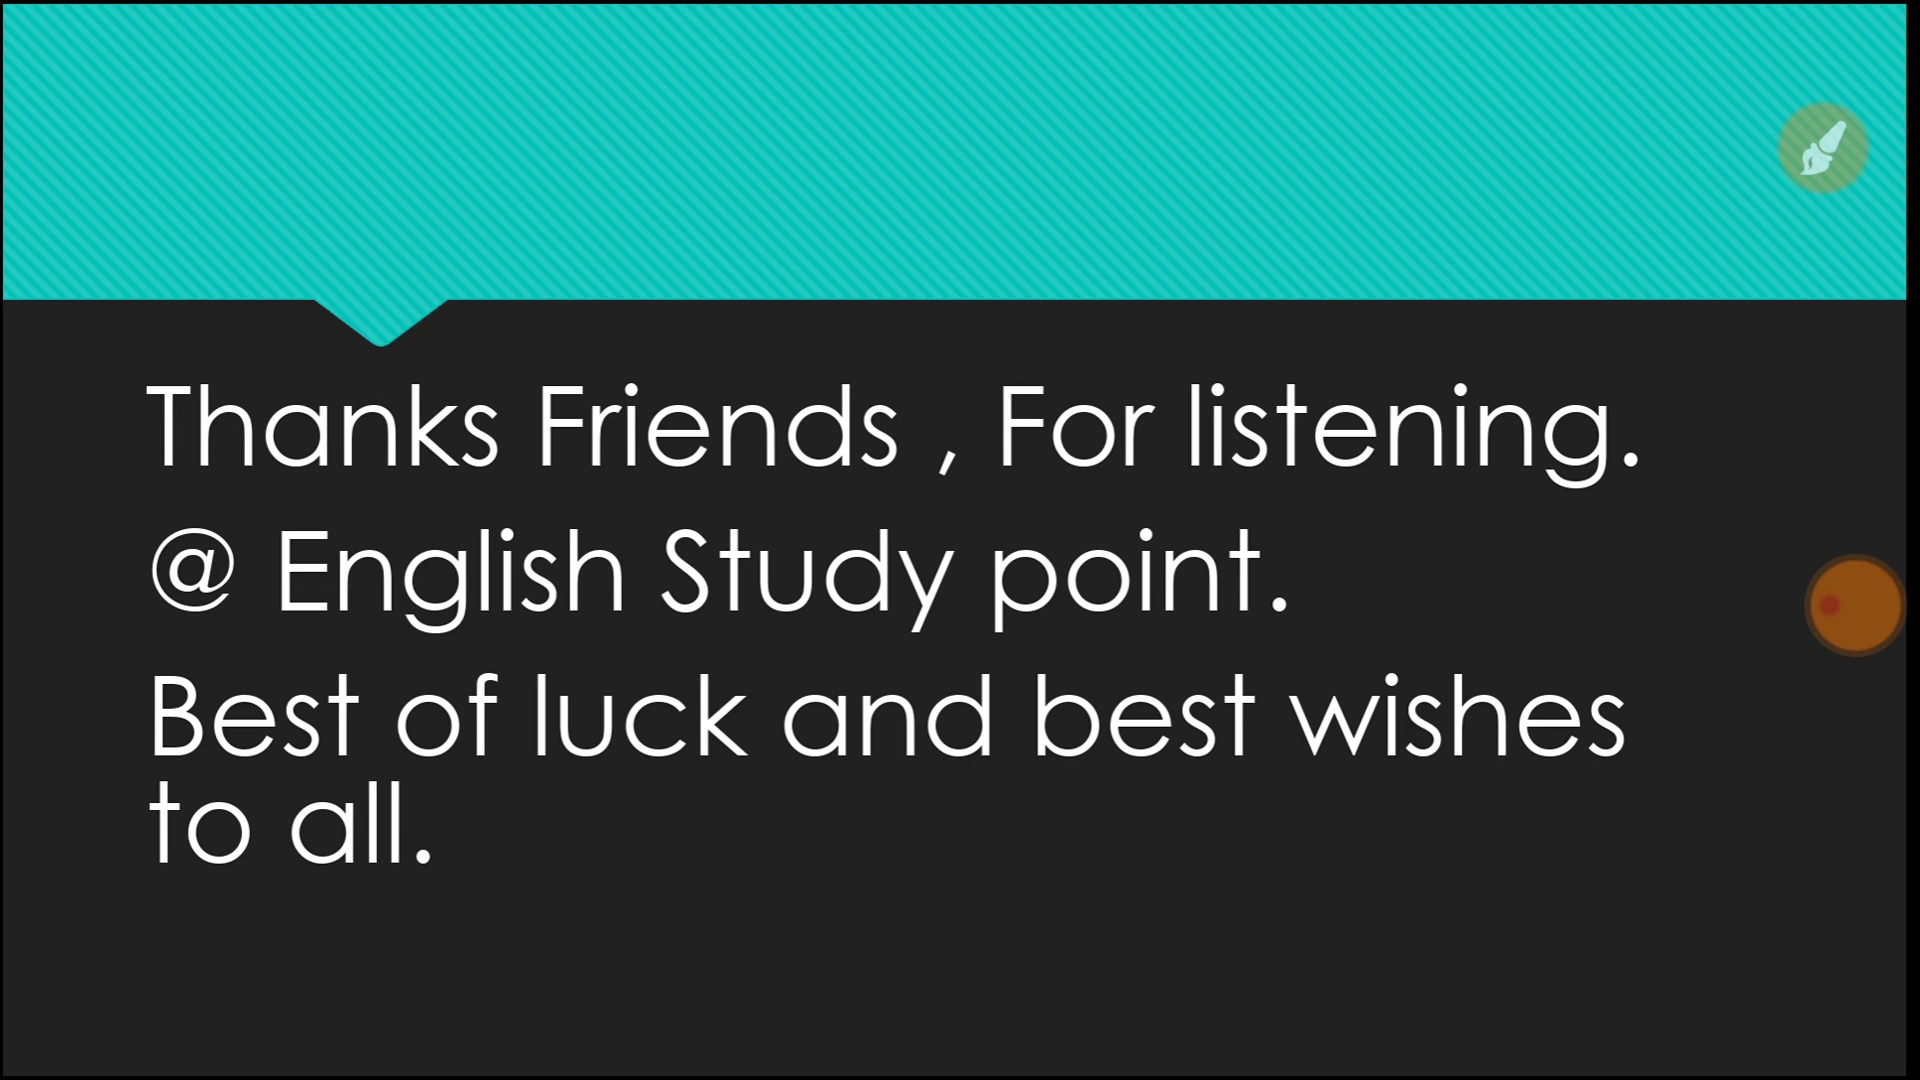 Thanks Friends , For listening.
@ English Study point.
Best of luck and best wishes
to all.